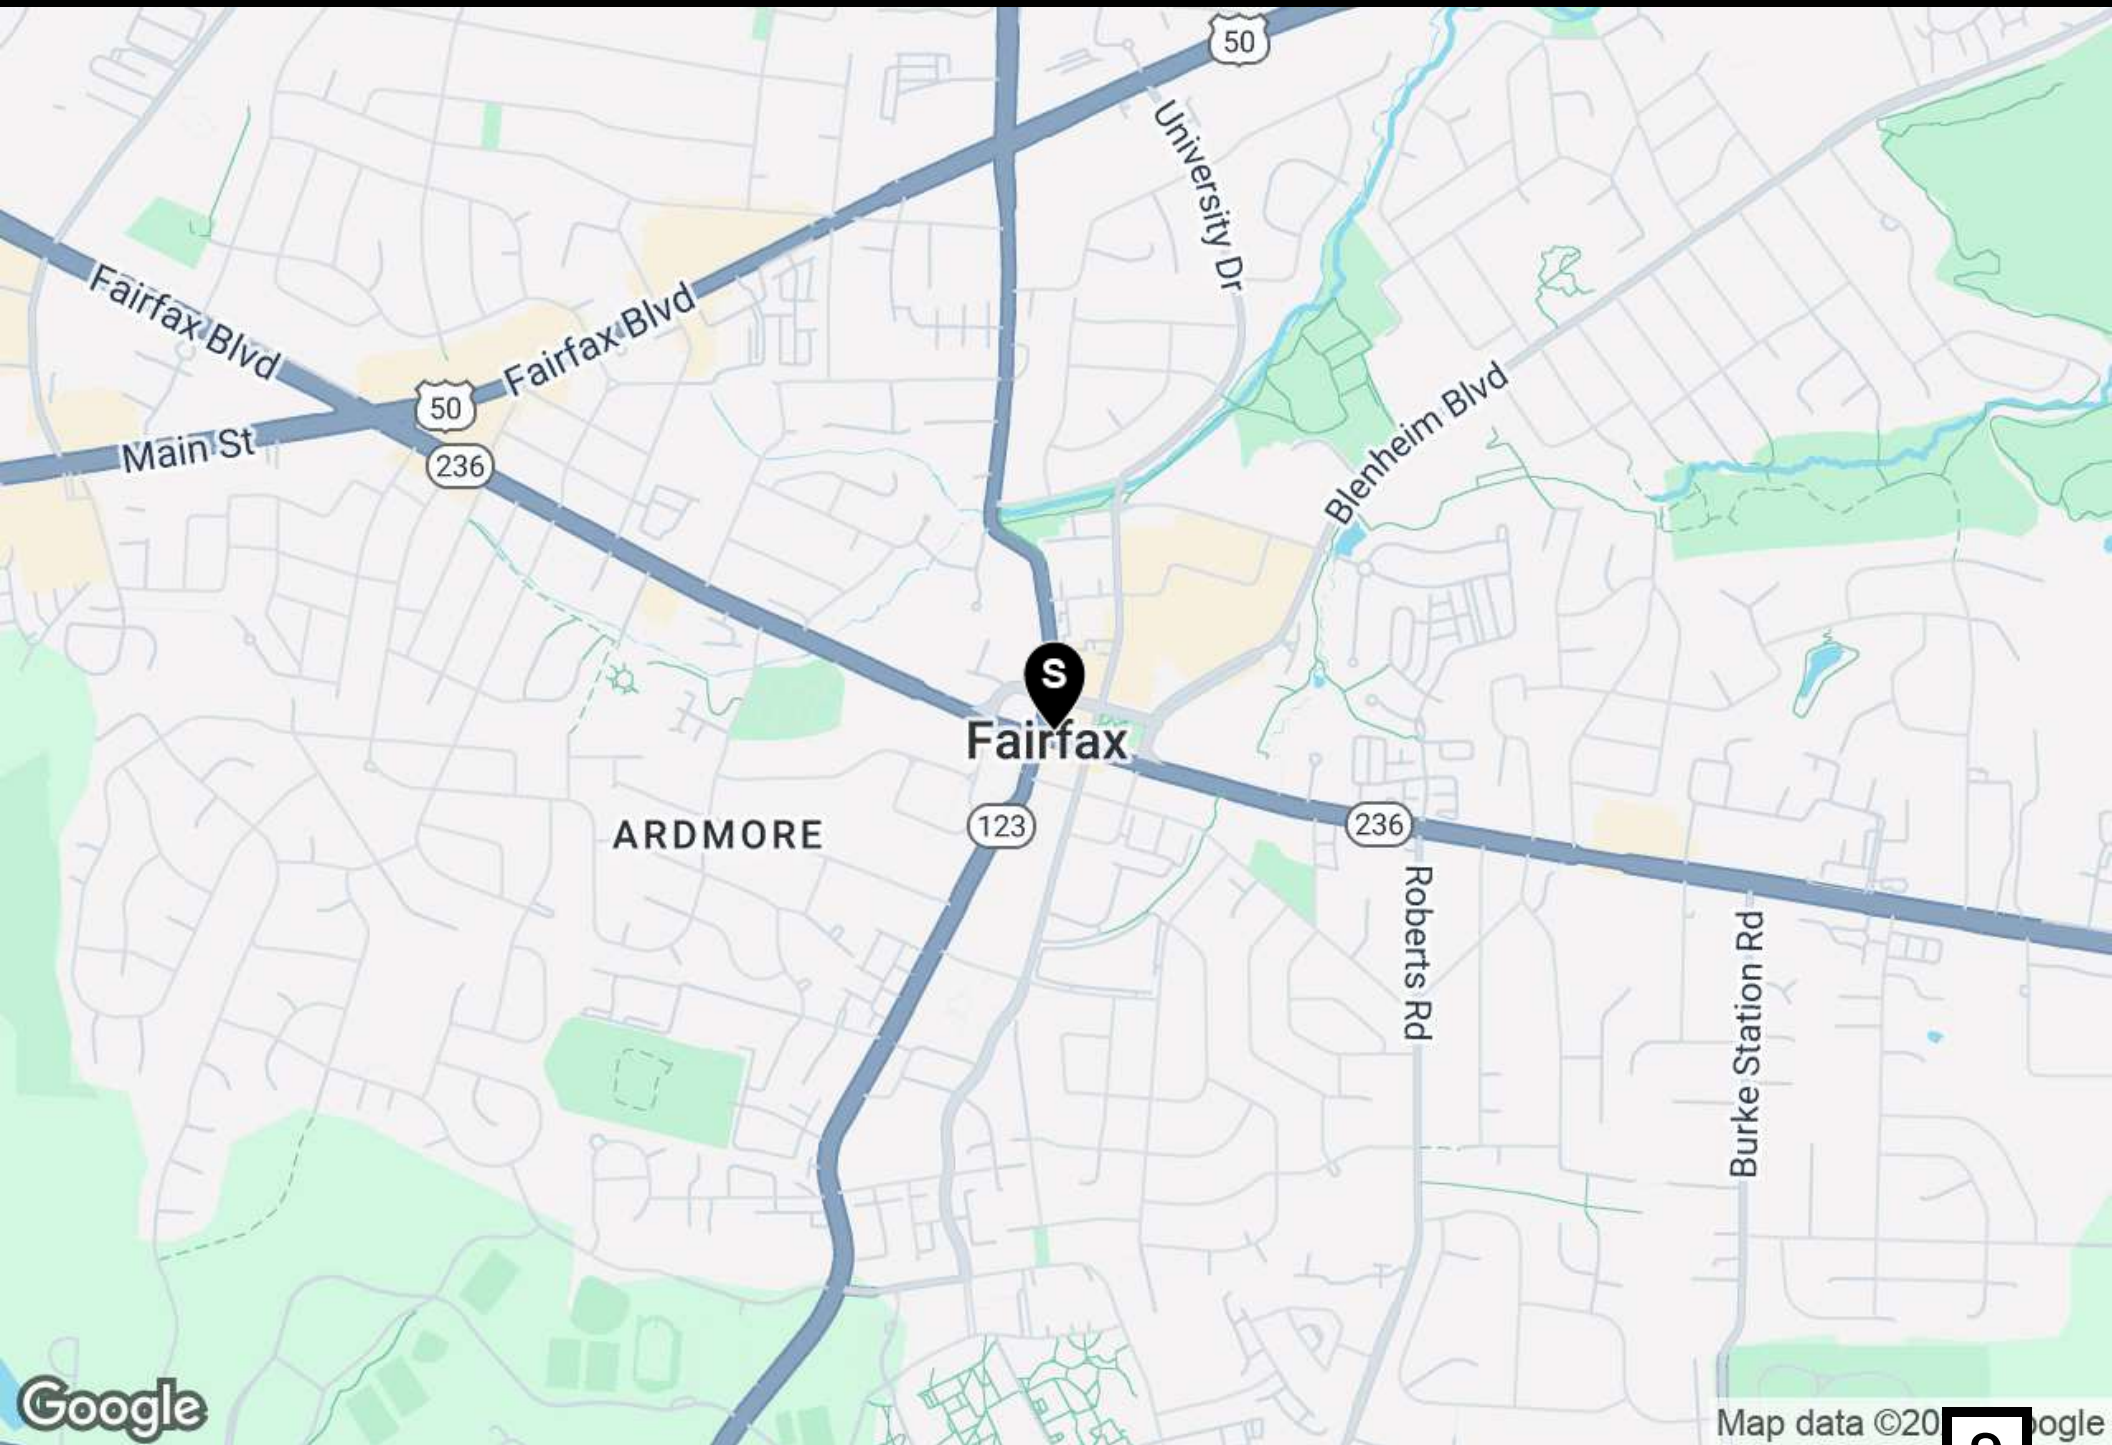 50
University Dr
Fairfax Blvd
Fairfax Blvd
50
Main St
236
Blenheim Blvd
S
Fairfax
ARDMORE
123
236
Roberts Rd
Burke Station Rd
Google
Map data ©20